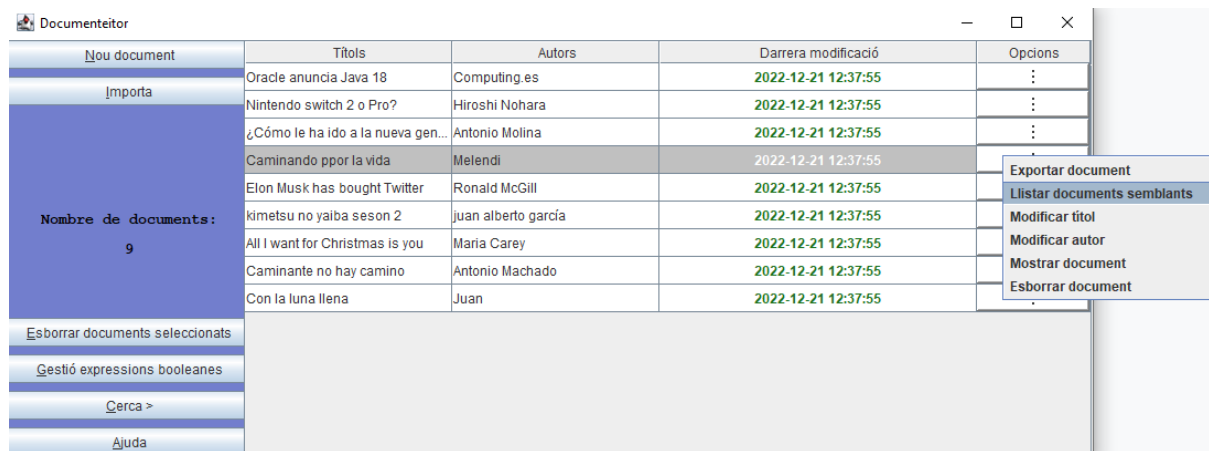 Documenteitor
Nou document
Importa
Nombre de documents:
9
Esborrar documents seleccionats
Gestió expressions booleanes
Cerca >
Ajuda
Títols Autors Darrera modificació Opcions
Oracle anuncia Java 18 Computing.es 2022-12-21 12:37:55
Nintendo switch 2 o Pro? Hiroshi Nohara 2022-12-21 12:37:55
¿Cómo le ha ido a la nueva gen... Antonio Molina 2022-12-21 12:37:55
Caminando ppor la vida Melendi 2022-12-21 12:37:55
Elon Musk has bought Twitter Ronald McGill 2022-12-21 12:37:55
kimetsu no yaiba seson 2 juan alberto garcía 2022-12-21 12:37:55
All I want for Christmas is you Maria Carey 2022-12-21 12:37:55
Caminante no hay camino Antonio Machado 2022-12-21 12:37:55
Con la luna llena Juan 2022-12-21 12:37:55
Exportar document
Llistar documents semblants
Modificar títol
Modificar autor
Mostrar document
Esborrar document